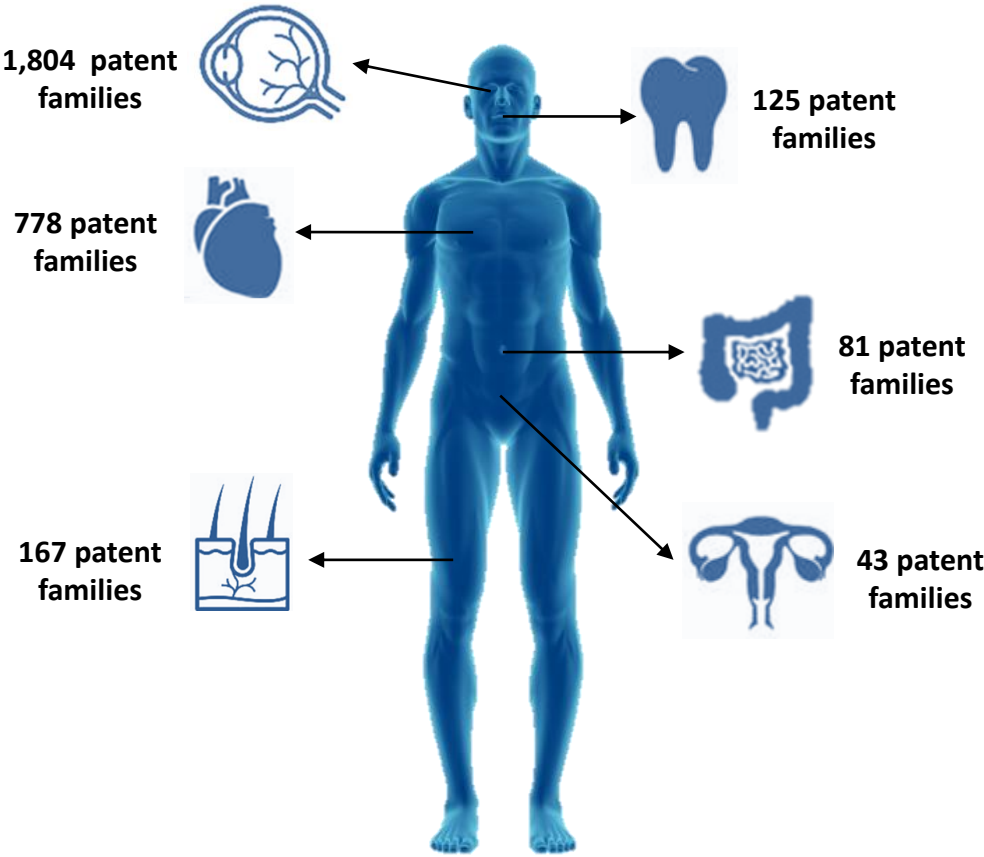 1,804 patent
families
125 patent
families
778 patent
families
81 patent
families
167 patent
families
43 patent
families